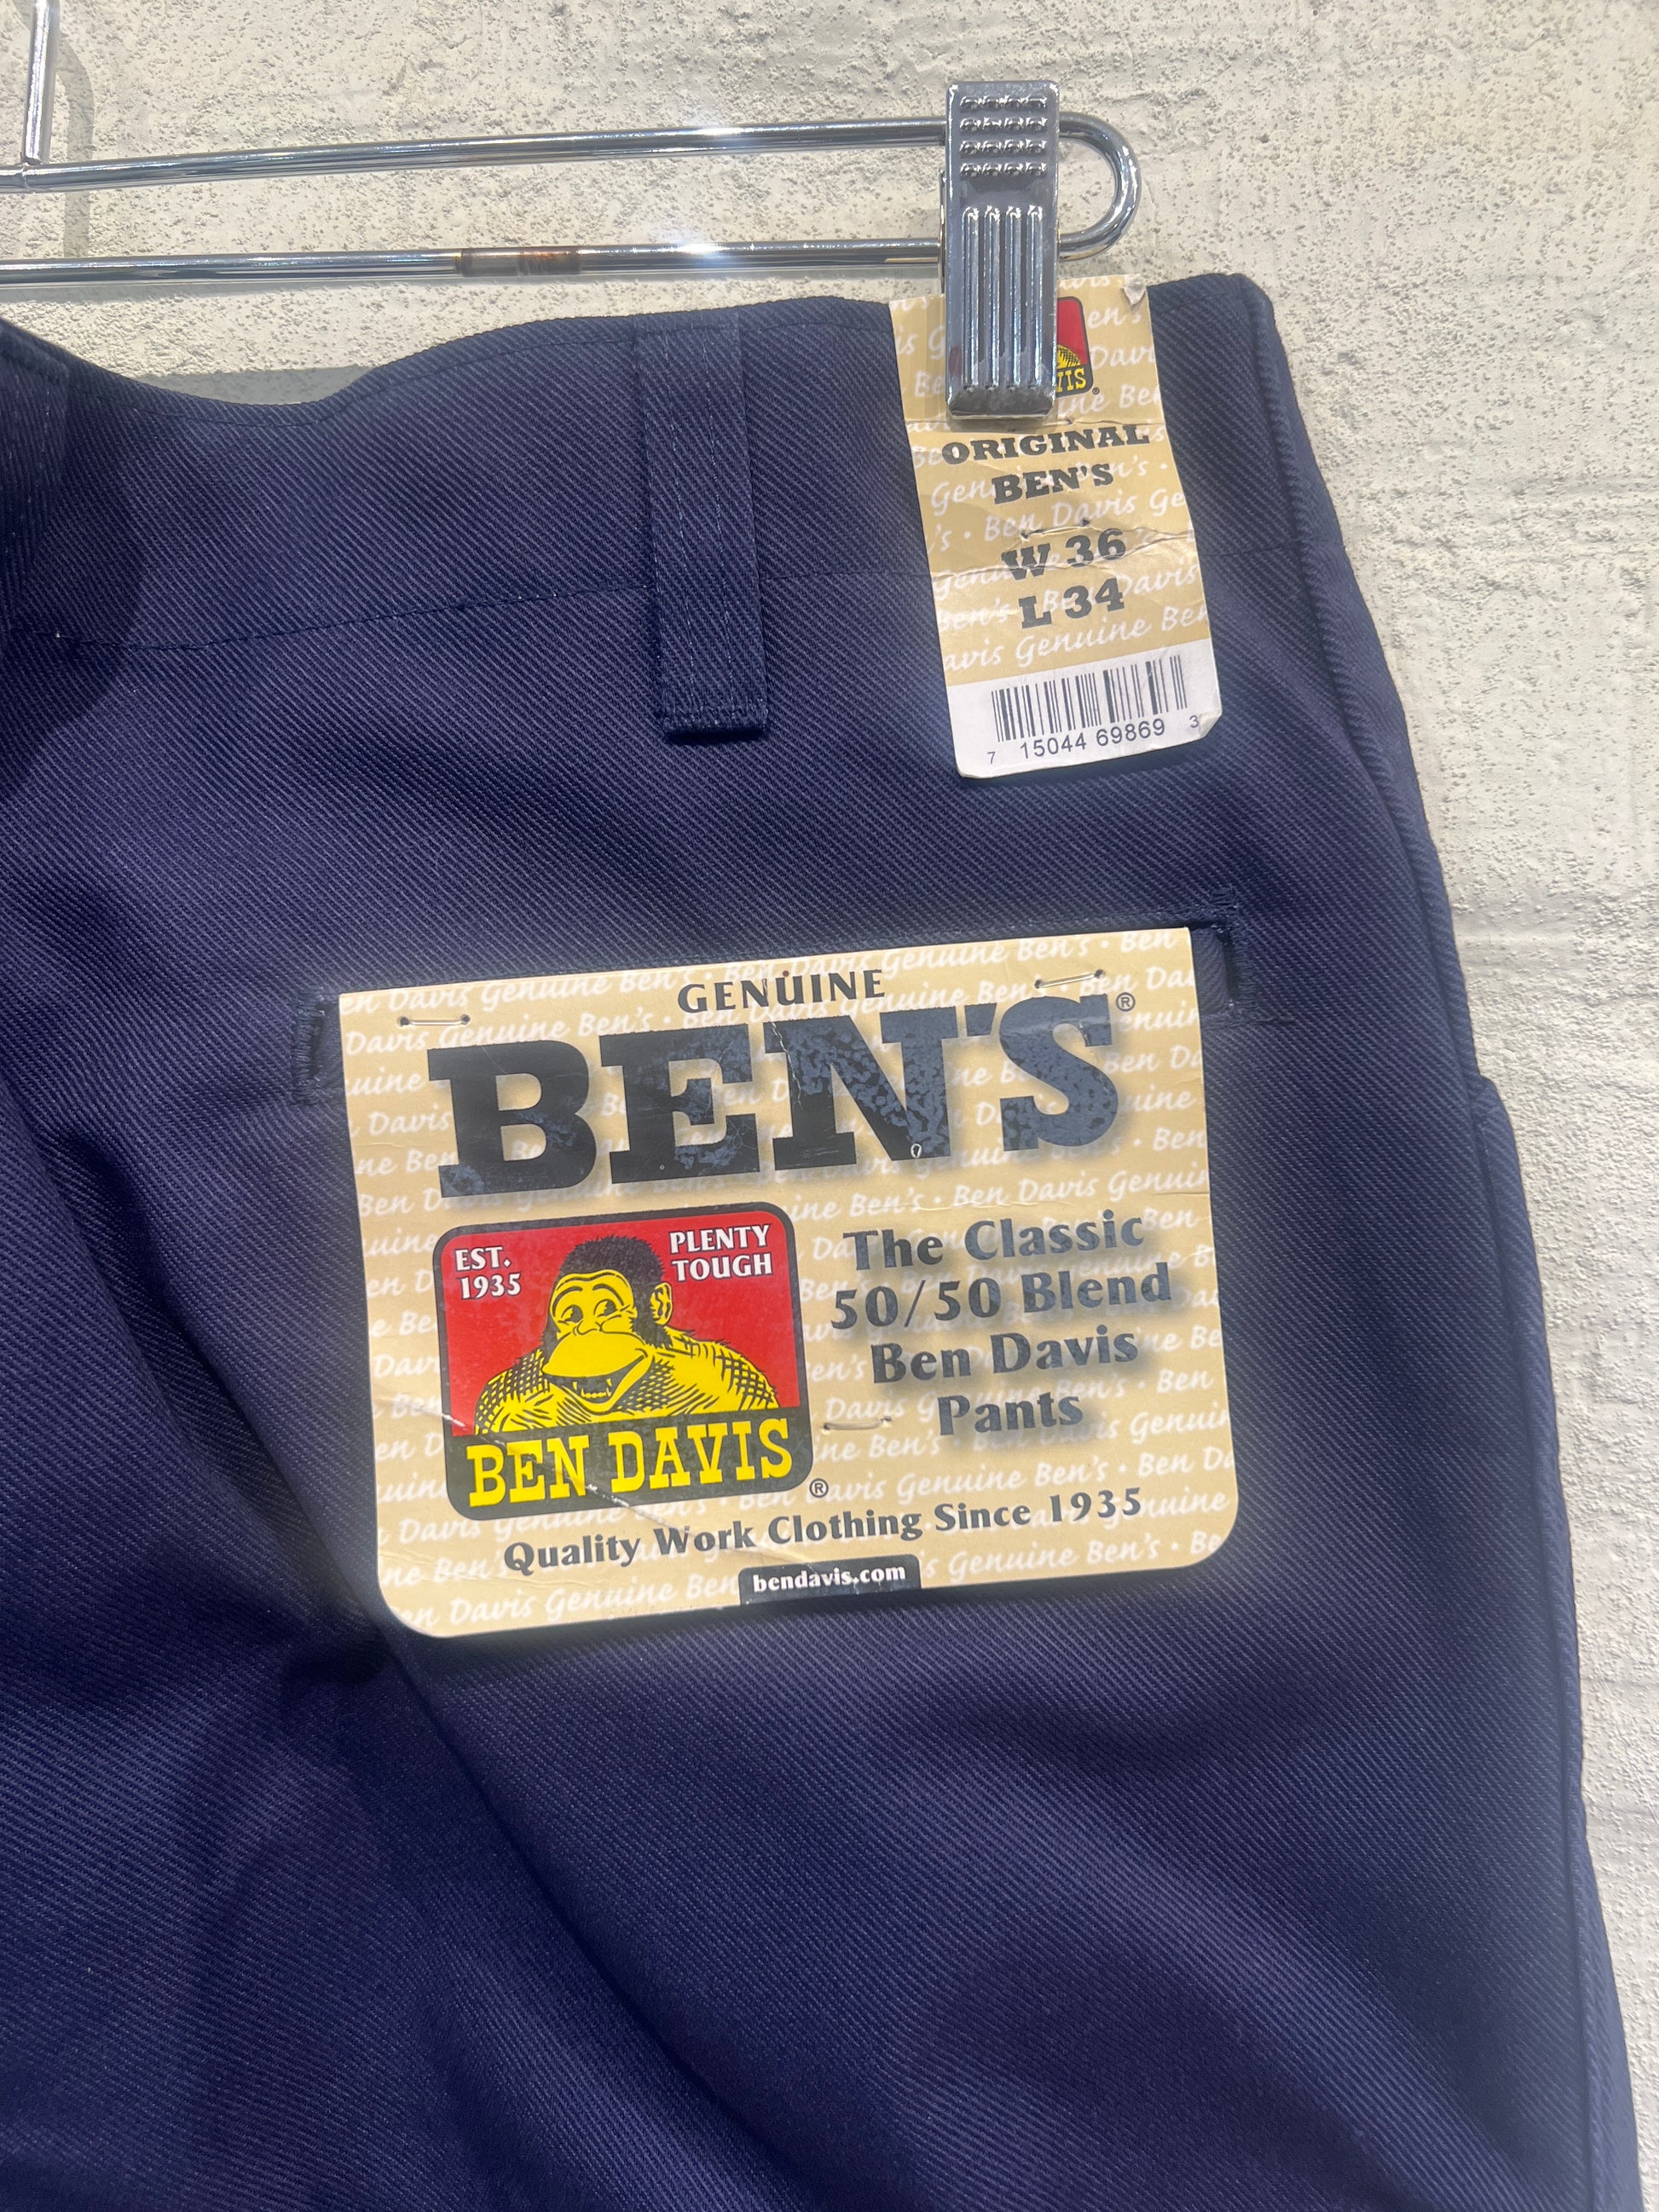 ORIGINAL
BEN'S
W 36
L 34
7 15044 69869 3
GENUINE
BEN'S®
EST.
1935
PLENTY
TOUGH
BEN DAVIS®
The Classic
50/50 Blend
Ben Davis
Pants
Quality Work Clothing Since 1935
bendavis.com